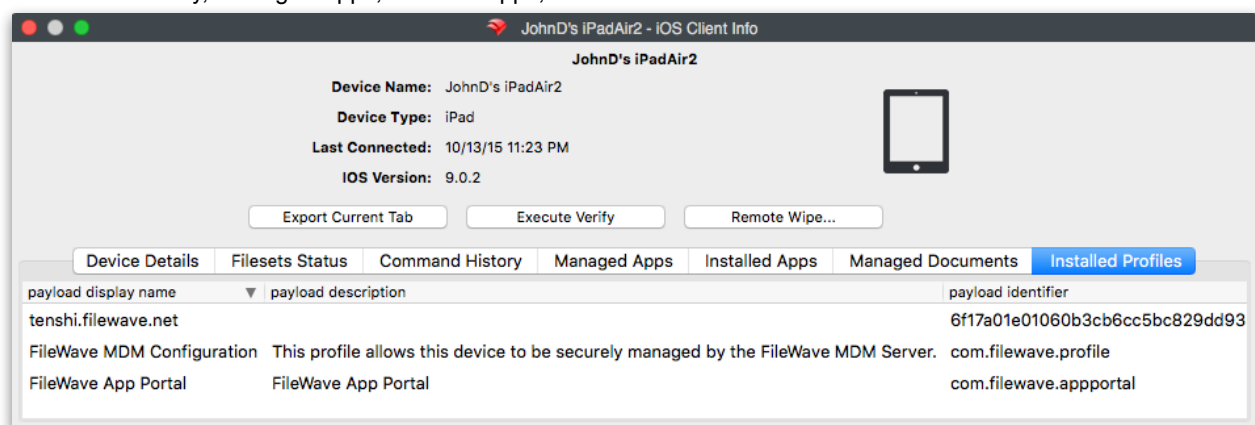 JohnD's iPadAir2 - iOS Client Info
JohnD's iPadAir2
Device Name: JohnD's iPadAir2
Device Type: iPad
Last Connected: 10/13/15 11:23 PM
IOS Version: 9.0.2
Export Current Tab Execute Verify Remote Wipe...
Device Details Filesets Status Command History Managed Apps Installed Apps Managed Documents Installed Profiles
payload display name payload description payload identifier
tenshi.filewave.net 6f17a01e01060b3cb6cc5bc829dd93
FileWave MDM Configuration This profile allows this device to be securely managed by the FileWave MDM Server. com.filewave.profile
FileWave App Portal FileWave App Portal com.filewave.appportal